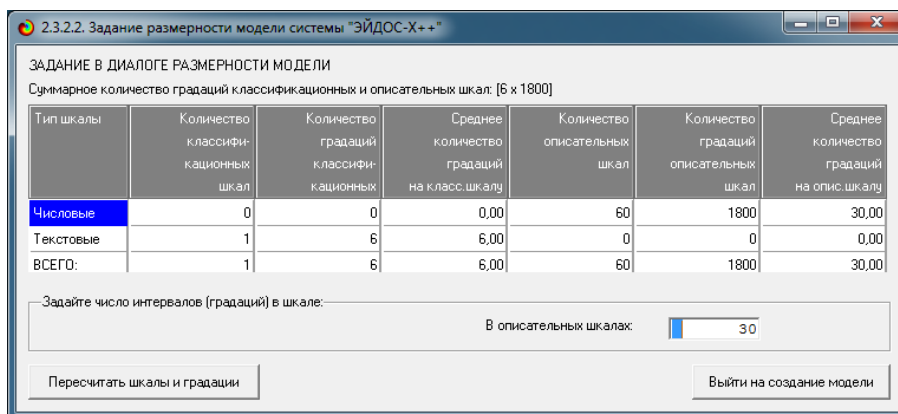 2.3.2.2. Задание размерности модели системы "ЭЙДОС-X++"
ЗАДАНИЕ В ДИАЛОГЕ РАЗМЕРНОСТИ МОДЕЛИ
Суммарное количество градаций классификационных и описательных шкал: [6 x 1800]
Тип шкалы Количество Количество Среднее Количество Количество Среднее
классифи- градаций количество описательных градаций количество
кационных классифи- градаций шкал описательных градаций
шкал кационных на класс.шкалу шкал на опис.шкалу
Числовые 0 0 0,00 60 1800 30,00
Текстовые 1 6 6,00 0 0 0,00
ВСЕГО: 1 6 6,00 60 1800 30,00
Задайте число интервалов (градаций) в шкале:
В описательных шкалах: 30
Пересчитать шкалы и градации Выйти на создание модели